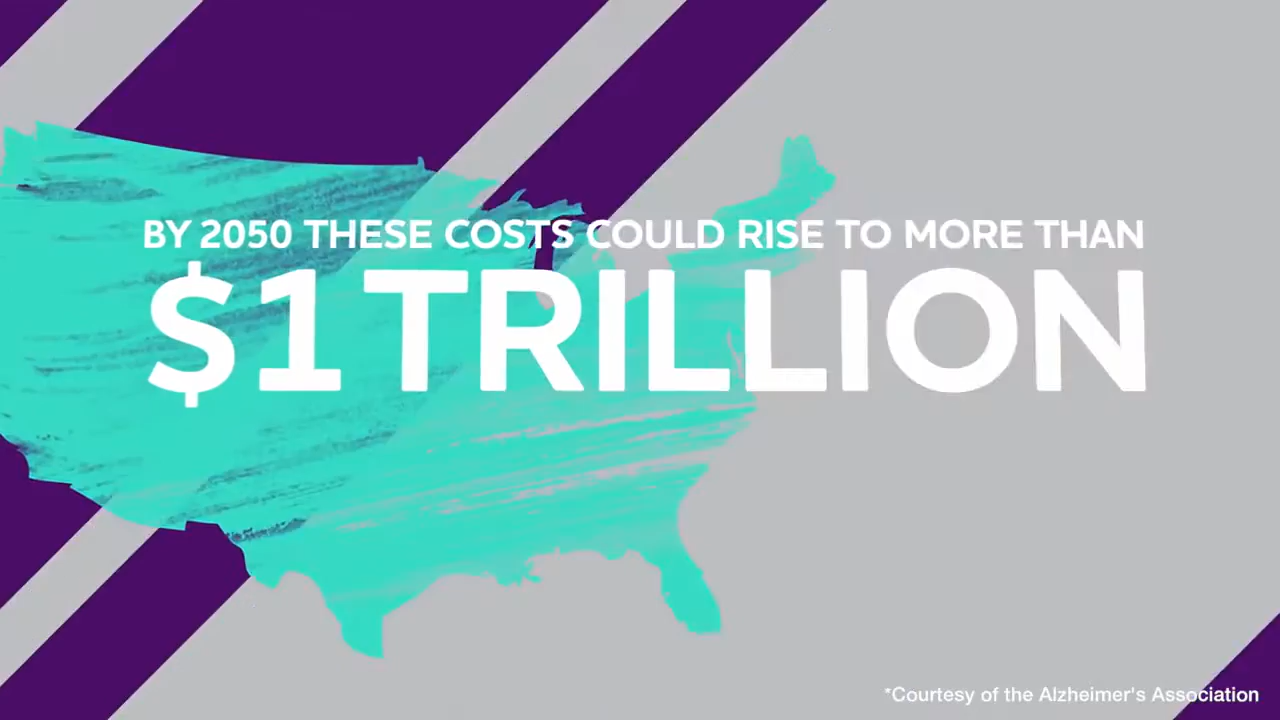 BY 2050 THESE COSTS COULD RISE TO MORE THAN
$1 TRILLION
*Courtesy of the Alzheimer's Association